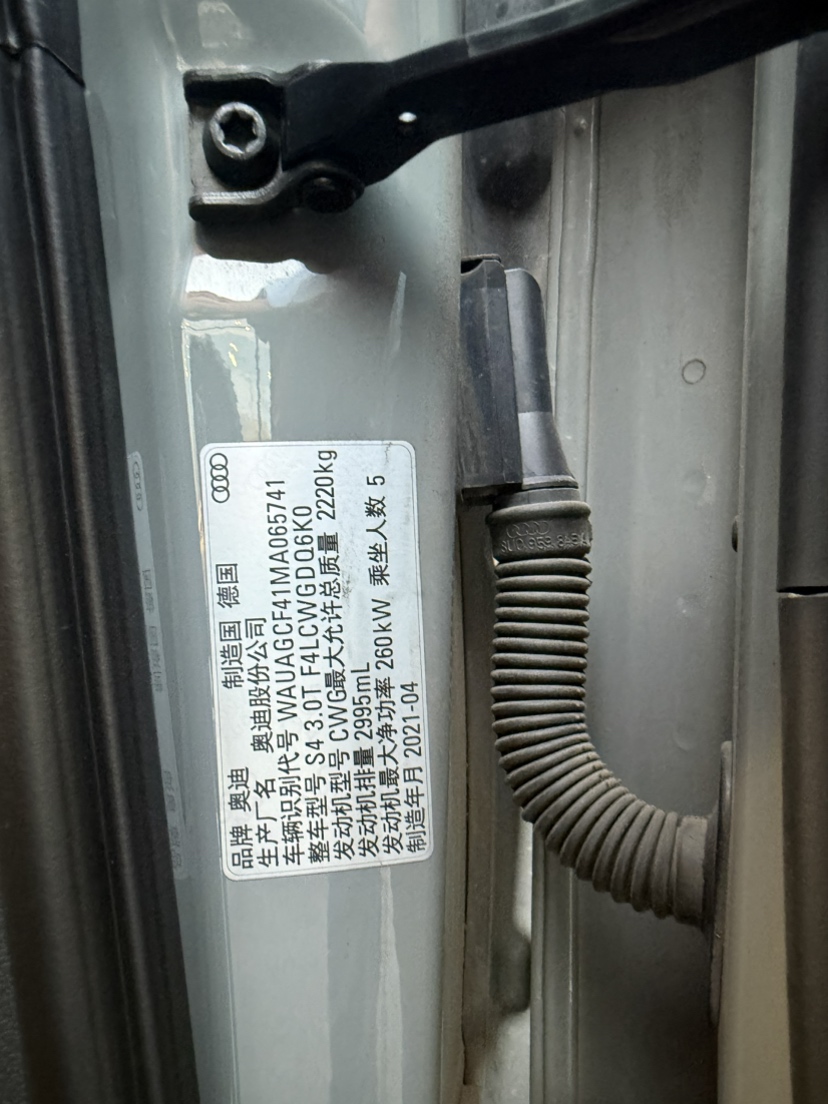 品牌 奥迪 制造国 德国
生产厂名 奥迪股份公司
车辆识别代号 WAUAGCF41MA065741
整车型号 S4 3.0T F4LCWGDQ6K0
发动机型号 CWG最大允许总质量 2220kg
发动机排量 2995mL
发动机最大净功率 260kW 乘坐人数 5
制造年月 2021-04